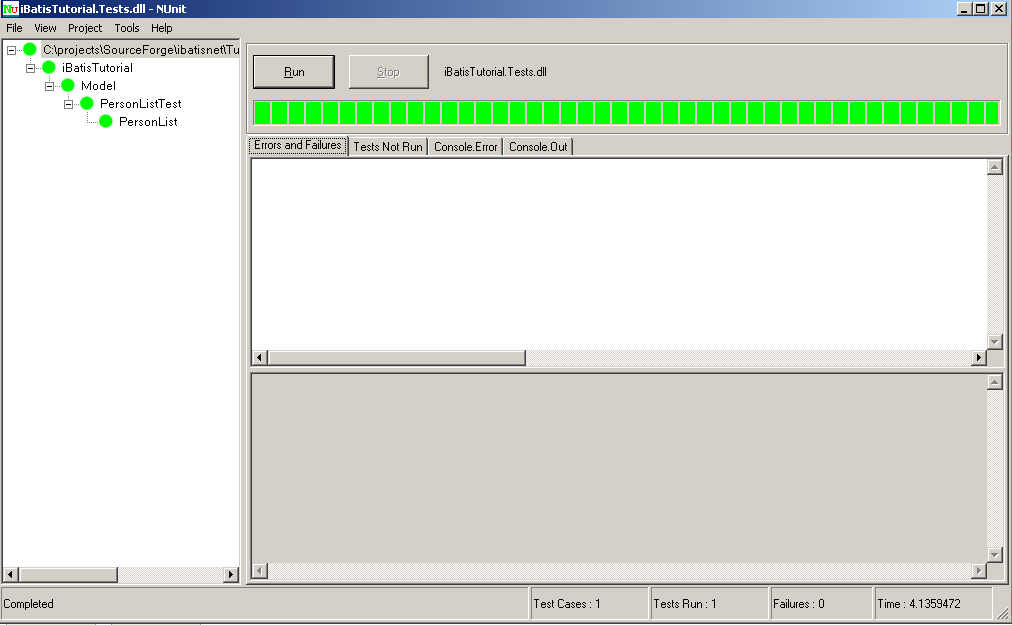 iBatisTutorial.Tests.dll - NUnit
File View Project Tools Help
C:\projects\SourceForge\ibatisnet\Tu
iBatisTutorial
Model
PersonListTest
PersonList
Run Stop iBatisTutorial.Tests.dll
Errors and Failures Tests Not Run Console.Error Console.Out
Completed Test Cases : 1 Tests Run : 1 Failures : 0 Time : 4.1359472